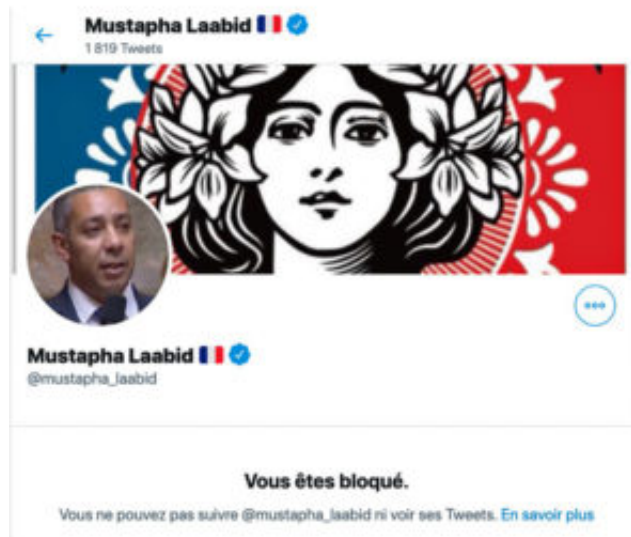 Mustapha Laabid 🇫🇷
1 819 Tweets
Mustapha Laabid 🇫🇷
@mustapha_laabid
Vous êtes bloqué.
Vous ne pouvez pas suivre @mustapha_laabid ni voir ses Tweets. En savoir plus